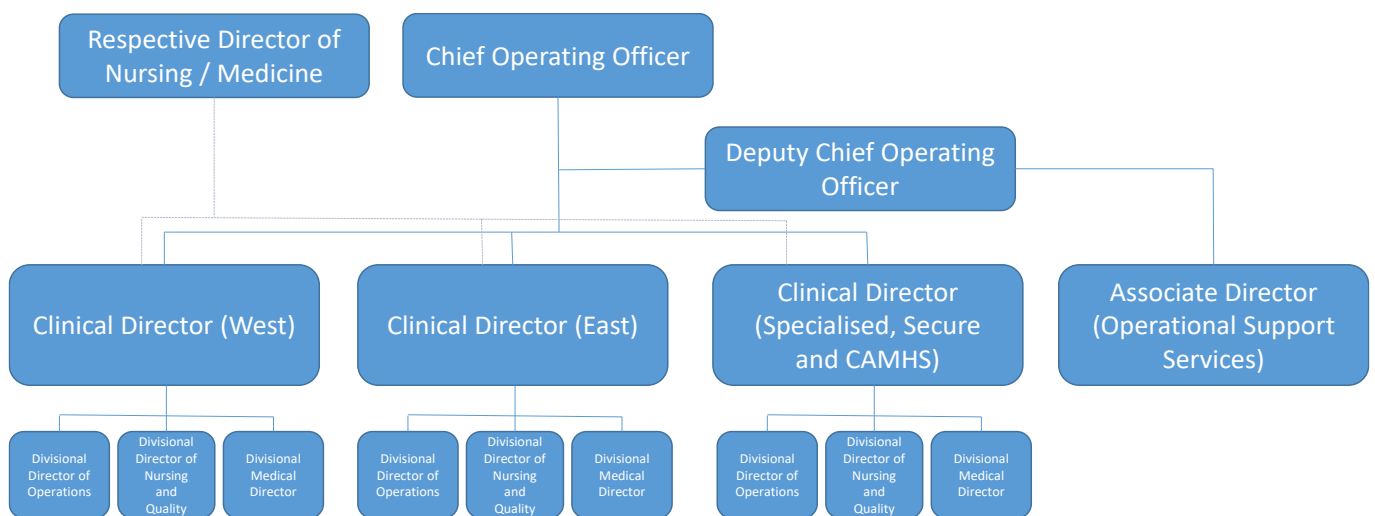 Respective Director of
Nursing / Medicine
Chief Operating Officer
Deputy Chief Operating
Officer
Clinical Director (West)
Clinical Director (East)
Clinical Director
(Specialised, Secure
and CAMHS)
Associate Director
(Operational Support
Services)
Divisional
Director of
Operations
Divisional
Director of
Nursing
and
Quality
Divisional
Medical
Director
Divisional
Director of
Operations
Divisional
Director of
Nursing
and
Quality
Divisional
Medical
Director
Divisional
Director of
Operations
Divisional
Director of
Nursing
and
Quality
Divisional
Medical
Director